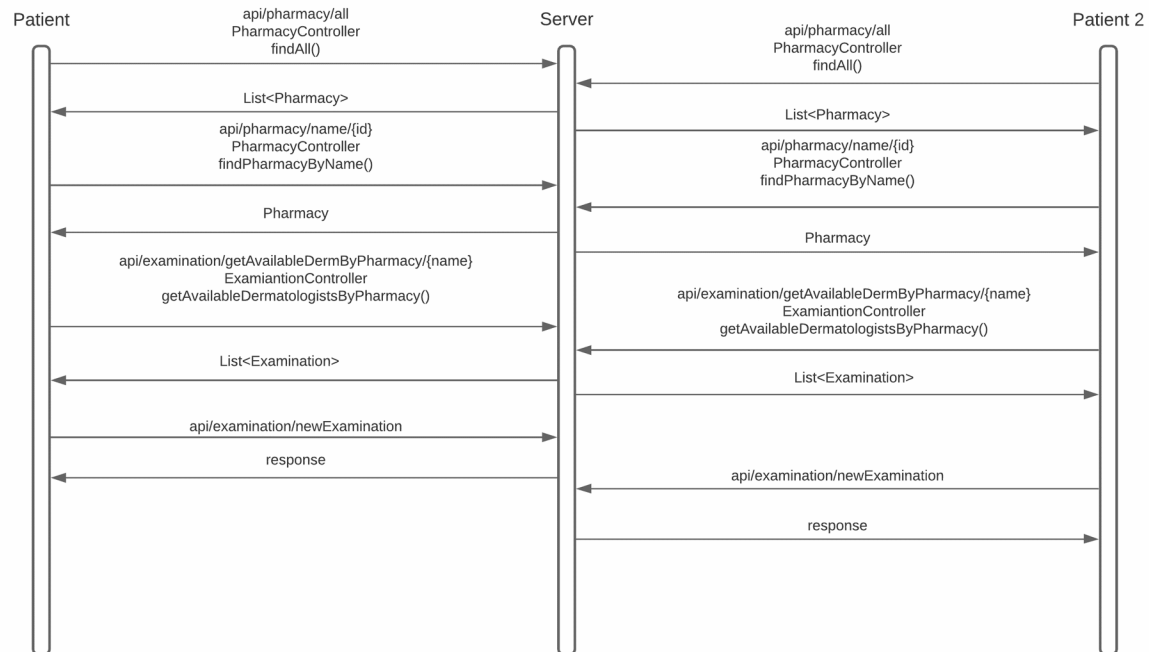 Patient
Server
Patient 2
api/pharmacy/all
PharmacyController
findAll()
api/pharmacy/all
PharmacyController
findAll()
List<Pharmacy>
List<Pharmacy>
api/pharmacy/name/{id}
PharmacyController
findPharmacyByName()
api/pharmacy/name/{id}
PharmacyController
findPharmacyByName()
Pharmacy
Pharmacy
api/examination/getAvailableDermByPharmacy/{name}
ExamiantionController
getAvailableDermatologistsByPharmacy()
api/examination/getAvailableDermByPharmacy/{name}
ExamiantionController
getAvailableDermatologistsByPharmacy()
List<Examination>
List<Examination>
api/examination/newExamination
response
api/examination/newExamination
response